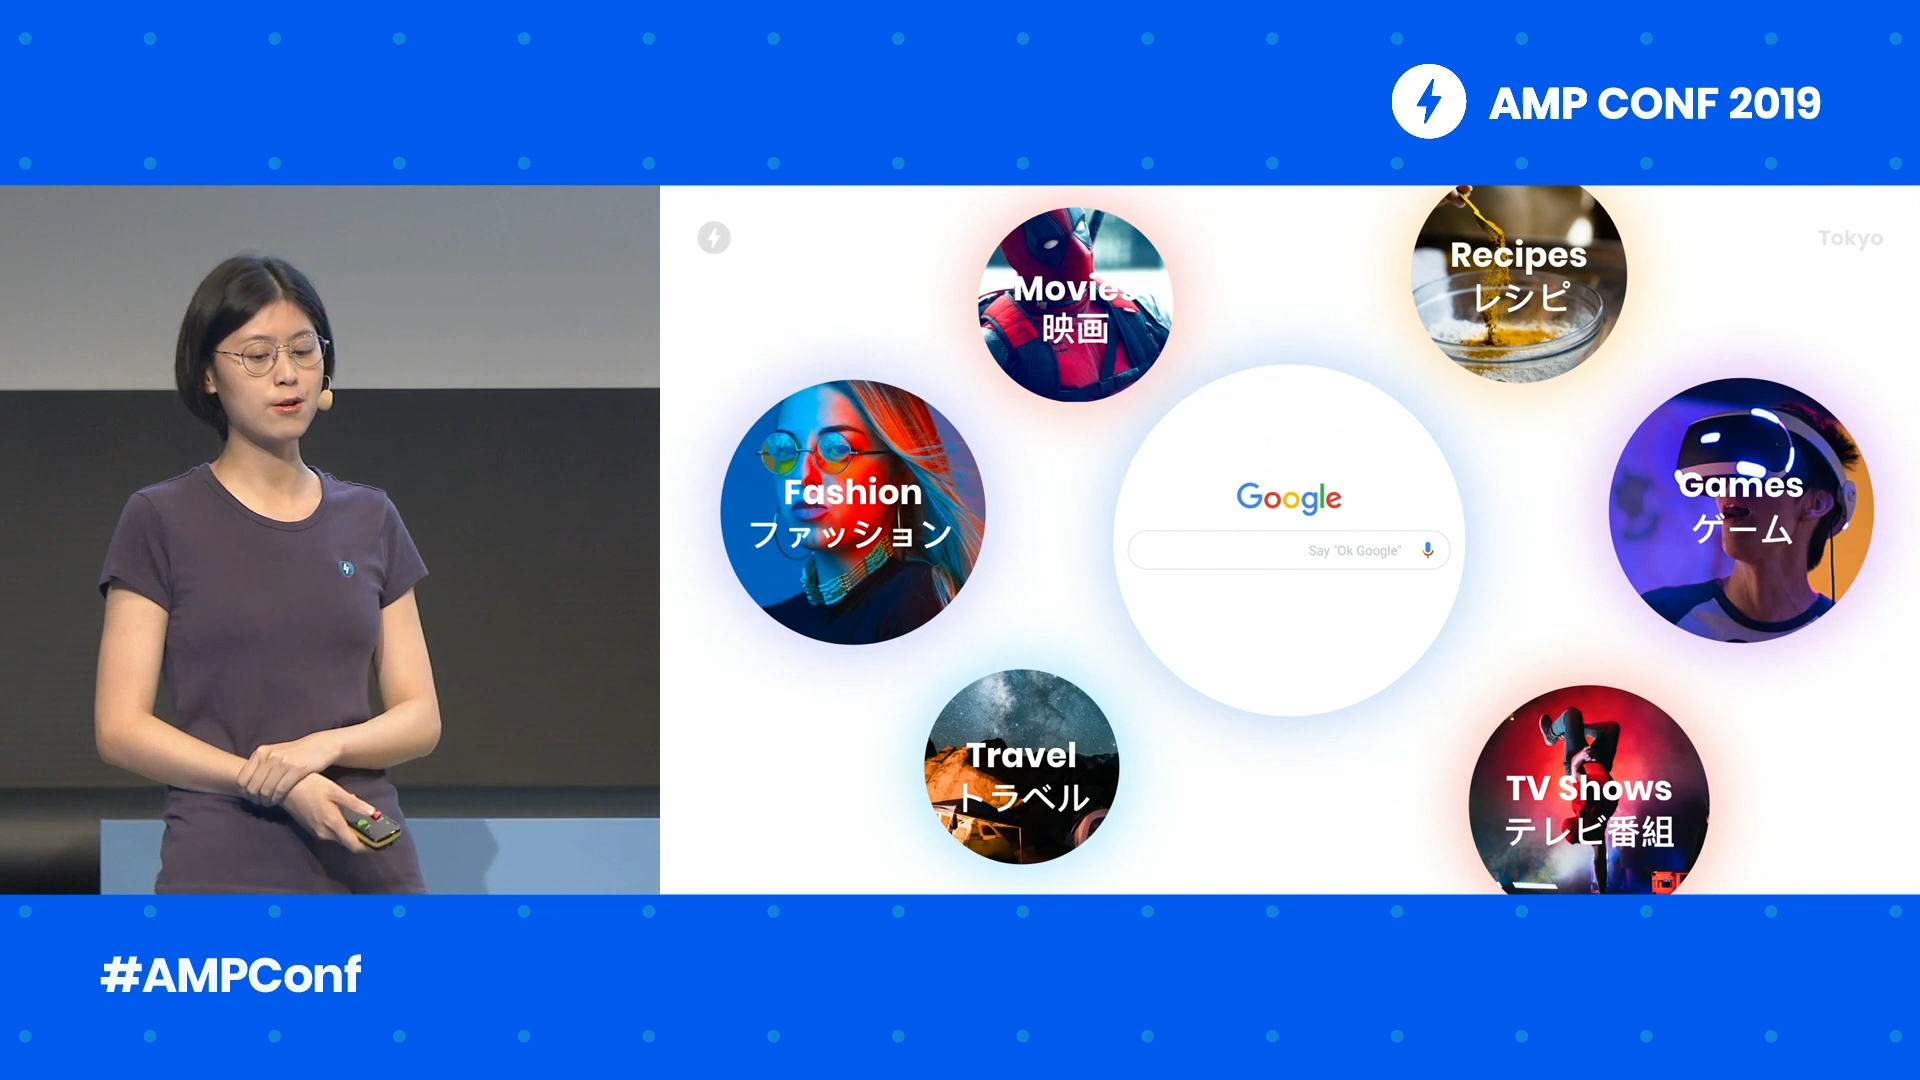 AMP CONF 2019
Tokyo
Movies
映画
Recipes
レシピ
Fashion
ファッション
Google
Say "Ok Google"
Games
ゲーム
Travel
トラベル
TV Shows
テレビ番組
#AMPConf